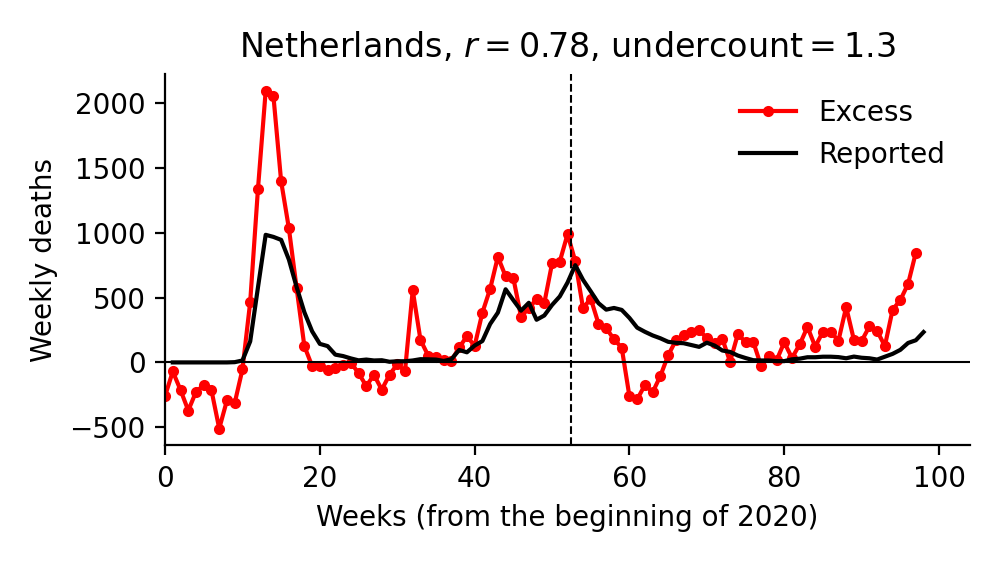 Netherlands, r = 0.78, undercount = 1.3
Weekly deaths
2000
1500
1000
500
0
−500
Excess
Reported
0 20 40 60 80 100
Weeks (from the beginning of 2020)